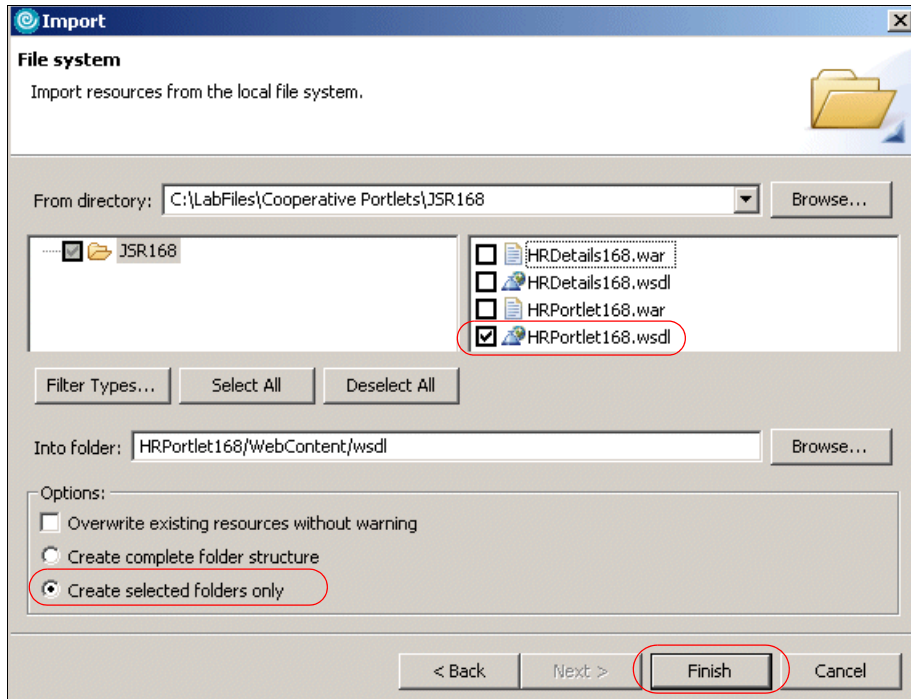 Import
File system
Import resources from the local file system.
From directory: C:\LabFiles\Cooperative Portlets\JSR168 Browse...
JSR168
HRDetails168.war
HRDetails168.wsdl
HRPortlet168.war
HRPortlet168.wsdl
Filter Types... Select All Deselect All
Into folder: HRPortlet168/WebContent/wsdl Browse...
Options:
Overwrite existing resources without warning
Create complete folder structure
Create selected folders only
< Back Next > Finish Cancel